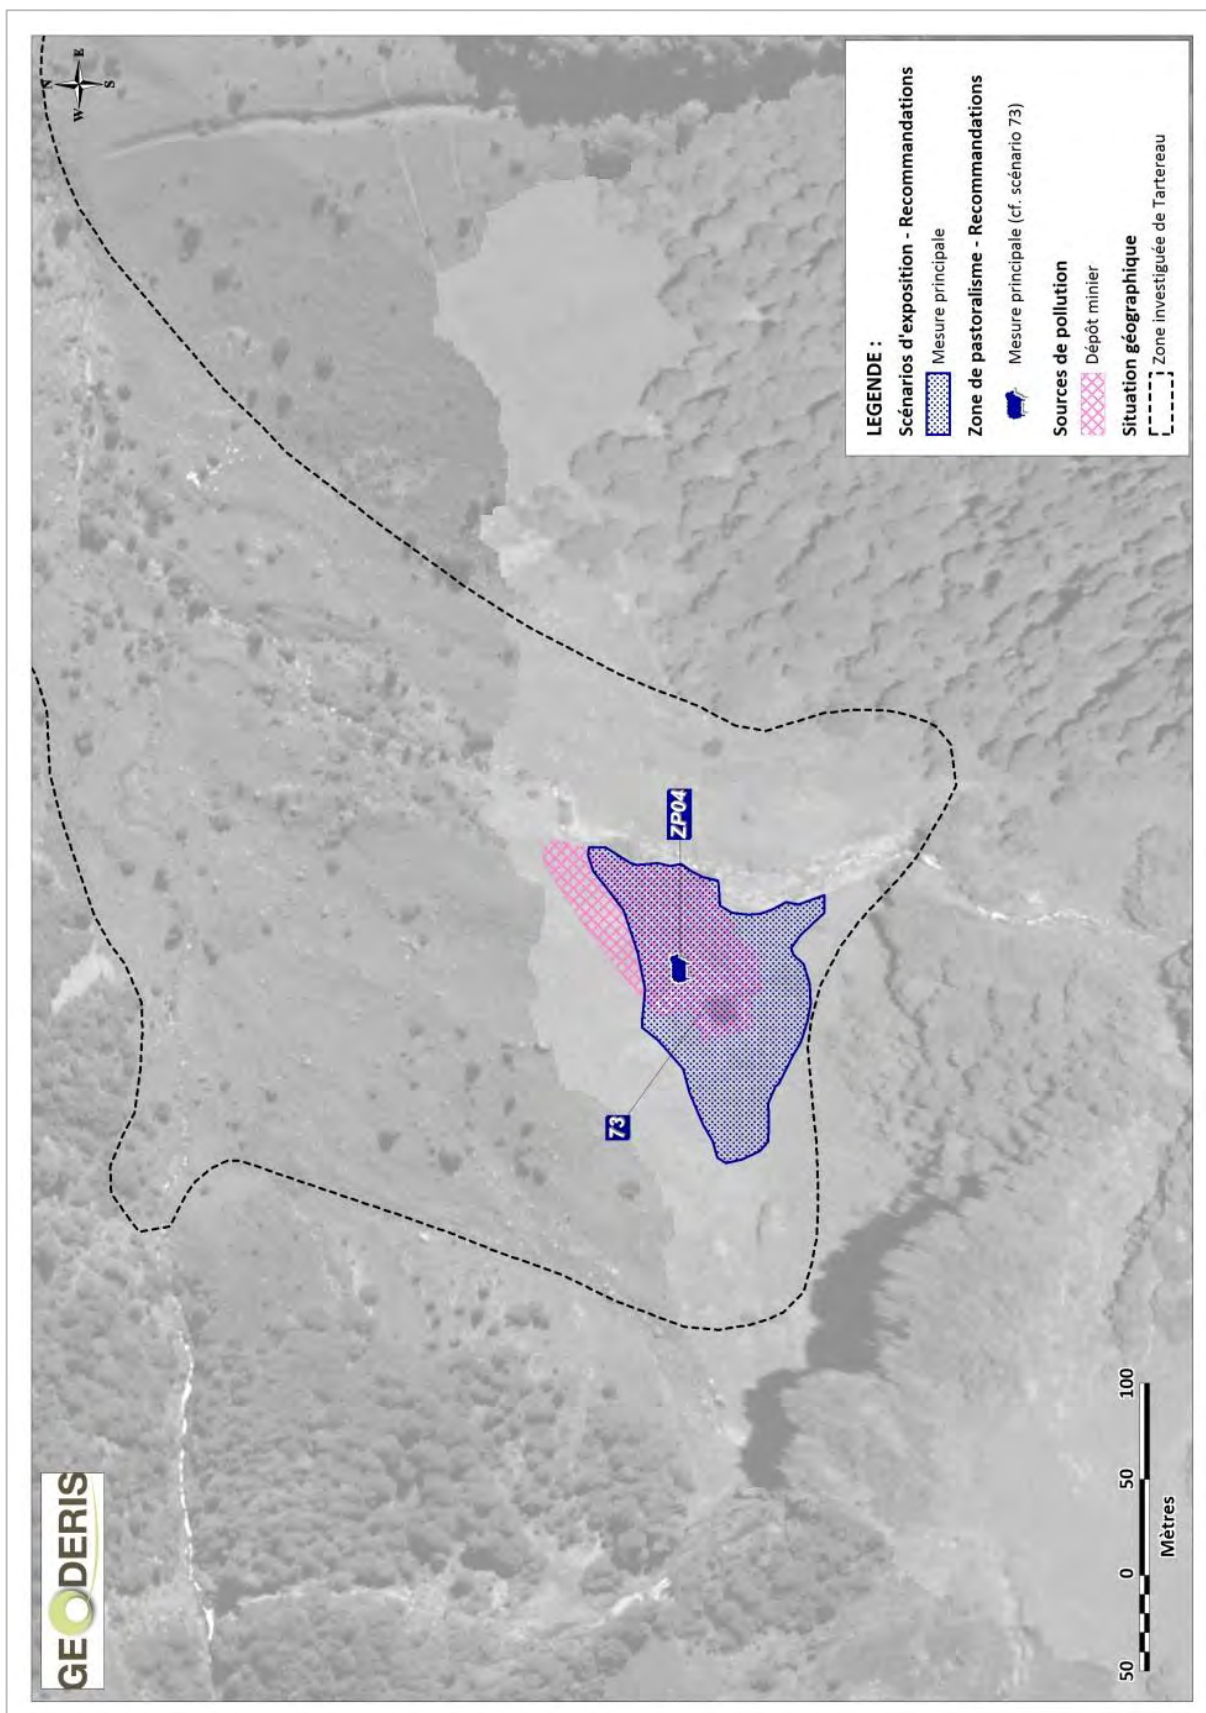 GEODERIS
N
E
S
W
ZP04
73
LEGENDE :
Scénarios d'exposition - Recommandations
Mesure principale
Zone de pastoralisme - Recommandations
Mesure principale (cf. scénario 73)
Sources de pollution
Dépôt minier
Situation géographique
Zone investiguée de Tartereau
50 0 50 100
Mètres